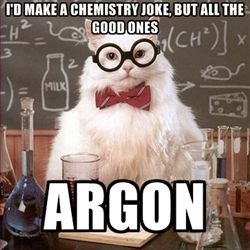 I'D MAKE A CHEMISTRY JOKE, BUT ALL THE
GOOD ONES
MILK
ARGON